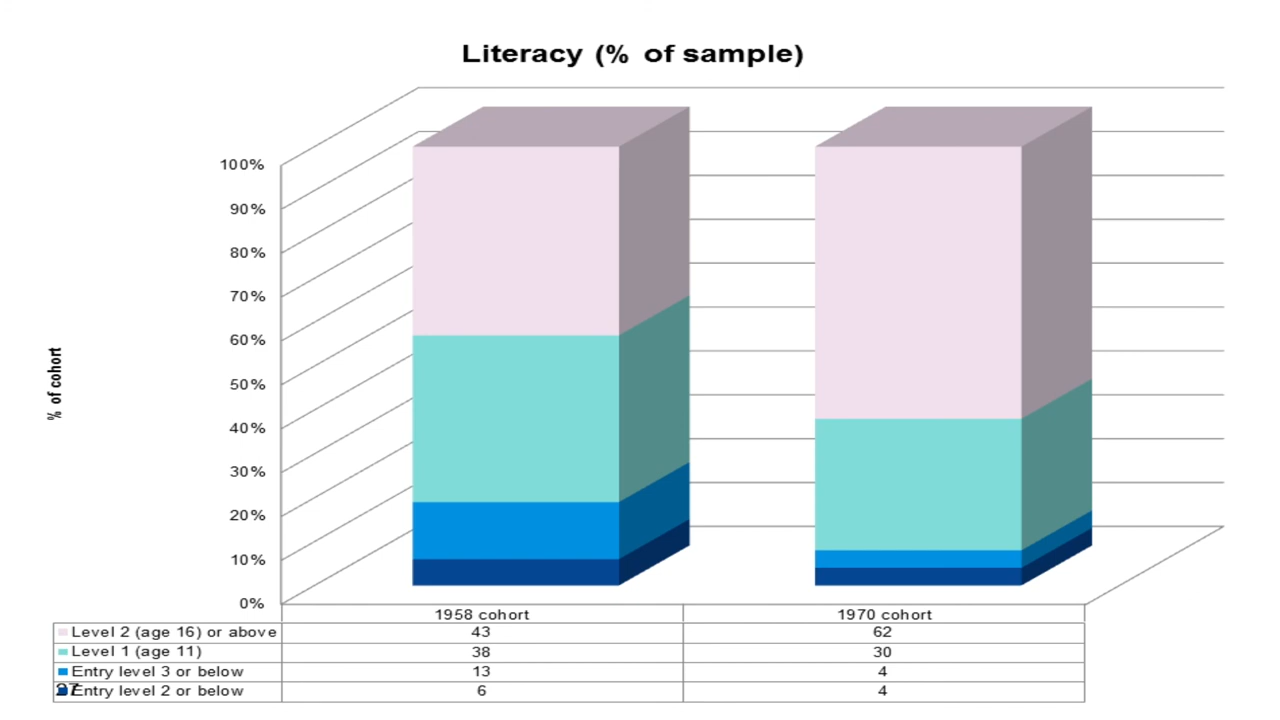 Literacy (% of sample)
100%
90%
80%
70%
60%
50%
40%
30%
20%
10%
0%
% of cohort
1958 cohort 1970 cohort
Level 2 (age 16) or above 43 62
Level 1 (age 11) 38 30
Entry level 3 or below 13 4
Entry level 2 or below 6 4
27